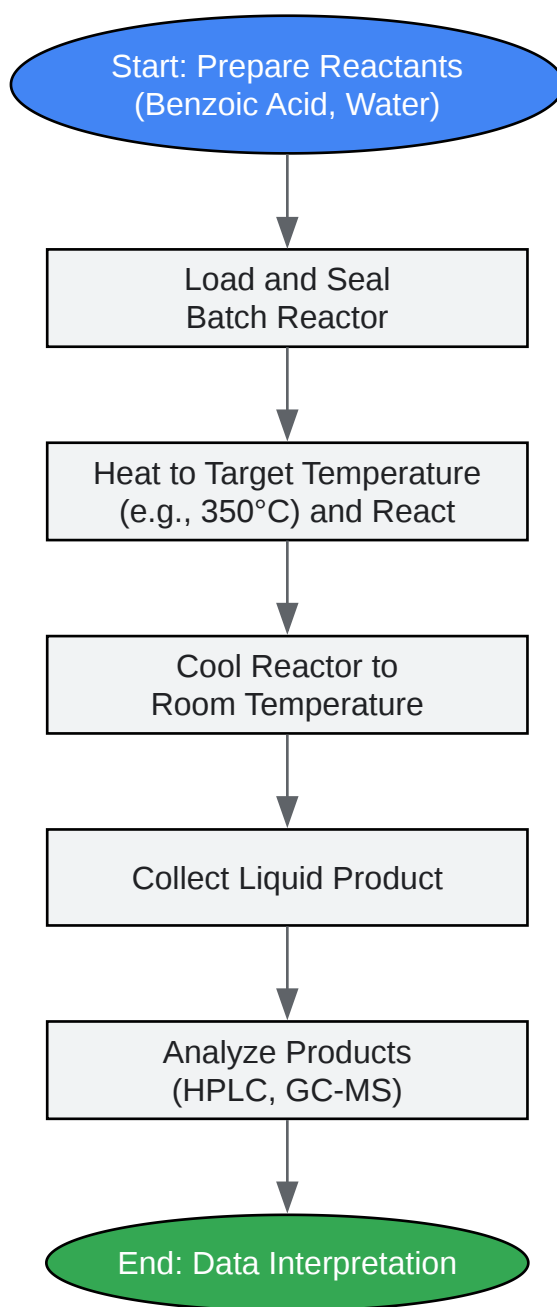 Start: Prepare Reactants
(Benzoic Acid, Water)
Load and Seal
Batch Reactor
Heat to Target Temperature
(e.g., 350°C) and React
Cool Reactor to
Room Temperature
Collect Liquid Product
Analyze Products
(HPLC, GC-MS)
End: Data Interpretation